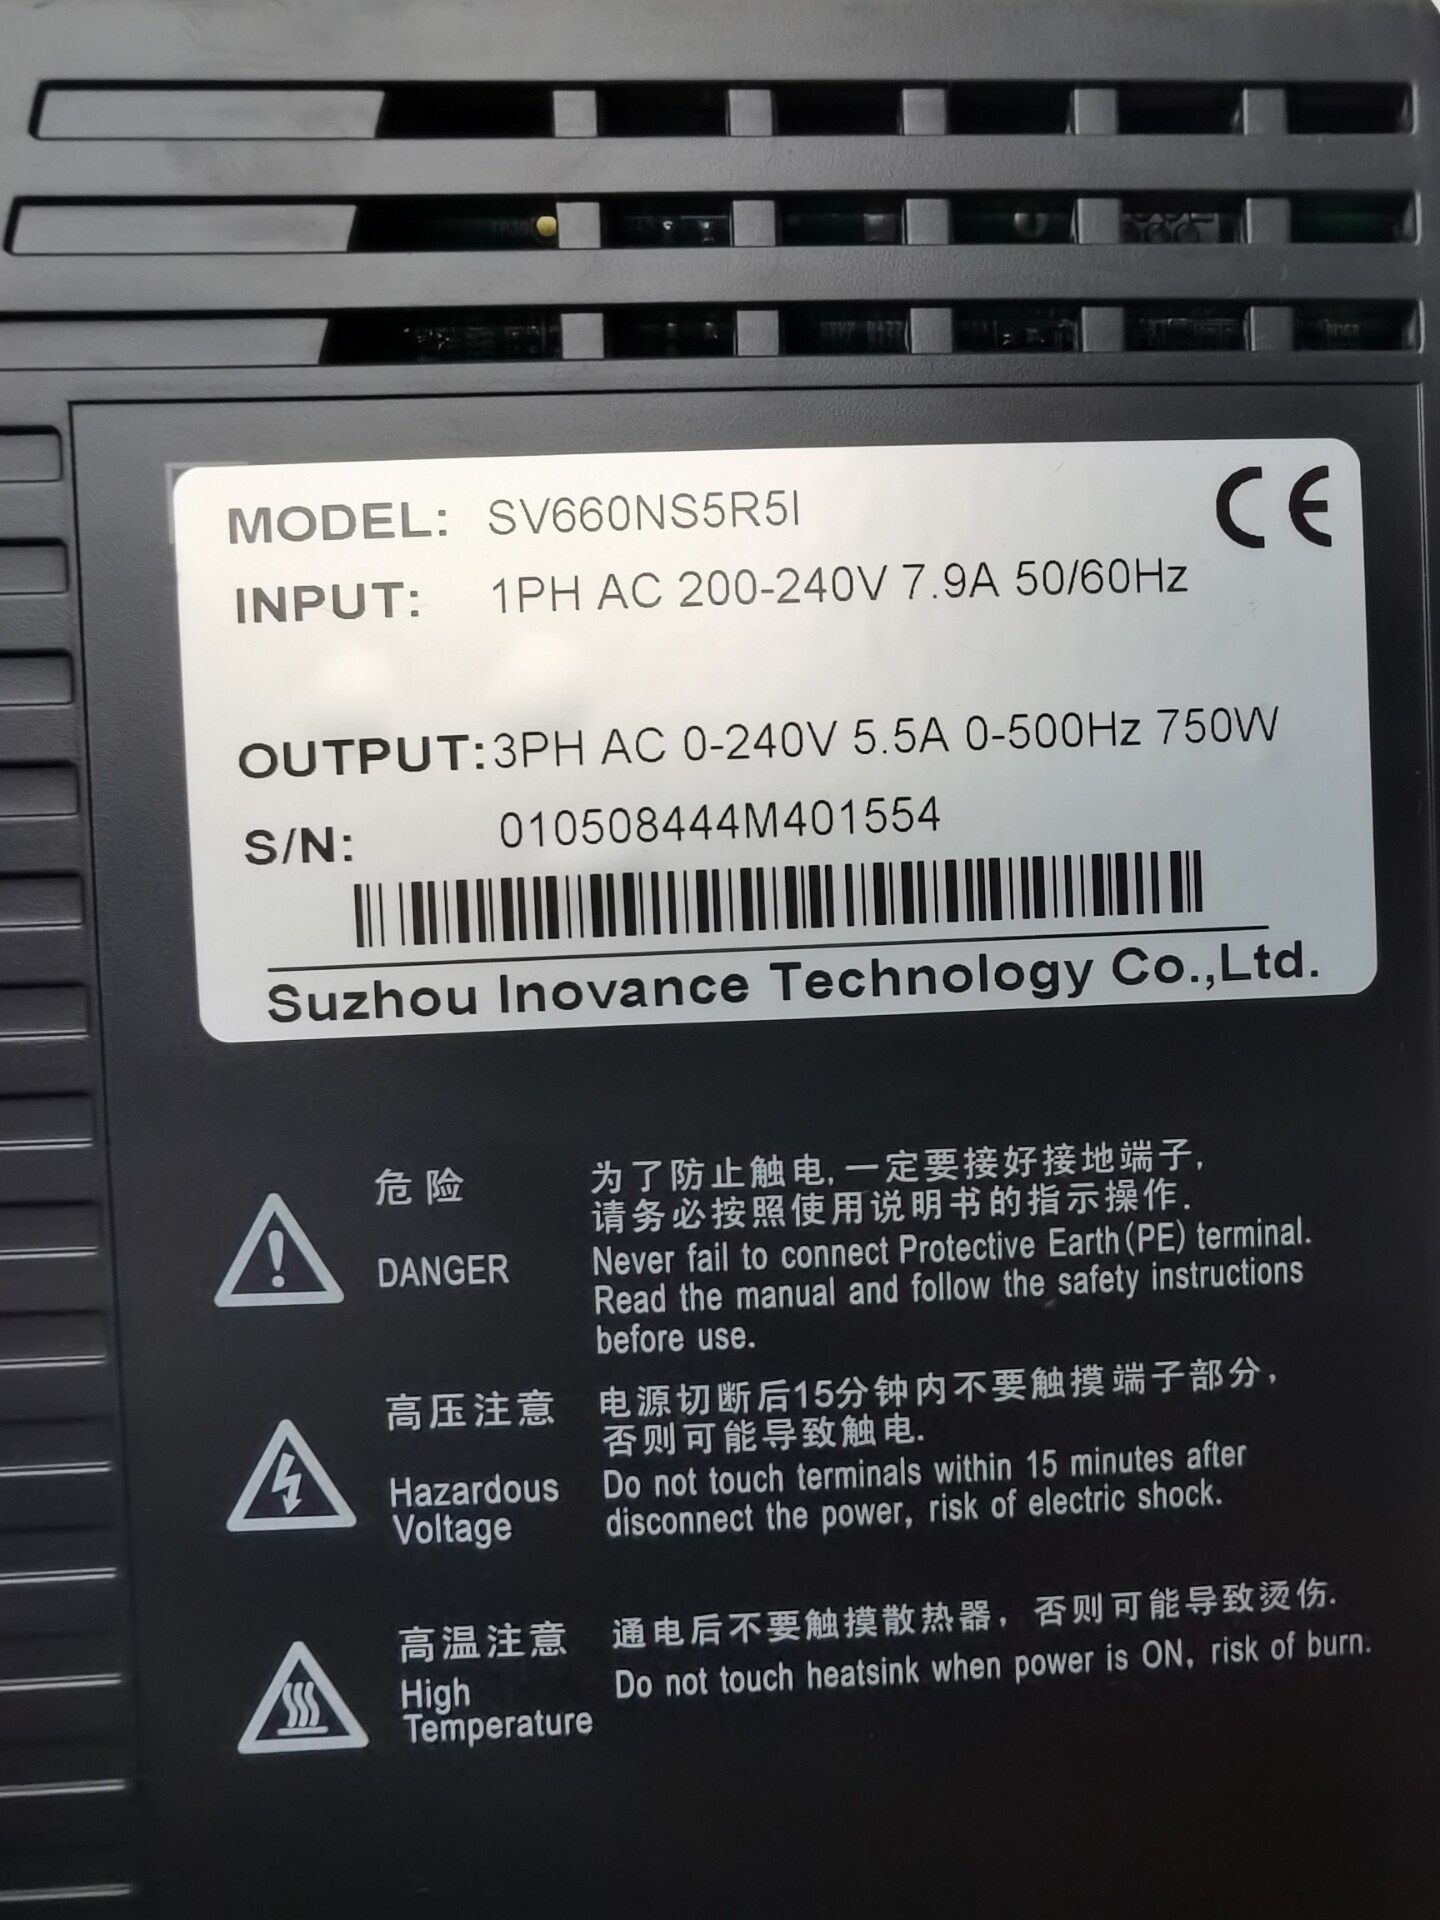 MODEL: SV660NS5R5I
CE
INPUT: 1PH AC 200-240V 7.9A 50/60Hz
OUTPUT: 3PH AC 0-240V 5.5A 0-500Hz 750W
S/N: 010508444M401554
Suzhou Inovance Technology Co.,Ltd.
危险
DANGER
为了防止触电,一定要接好接地端子,
请务必按照使用说明书的指示操作.
Never fail to connect Protective Earth(PE) terminal.
Read the manual and follow the safety instructions
before use.
高压注意
Hazardous
Voltage
电源切断后15分钟内不要触摸端子部分,
否则可能导致触电.
Do not touch terminals within 15 minutes after
disconnect the power, risk of electric shock.
高温注意
High
Temperature
通电后不要触摸散热器，否则可能导致烫伤.
Do not touch heatsink when power is ON, risk of burn.